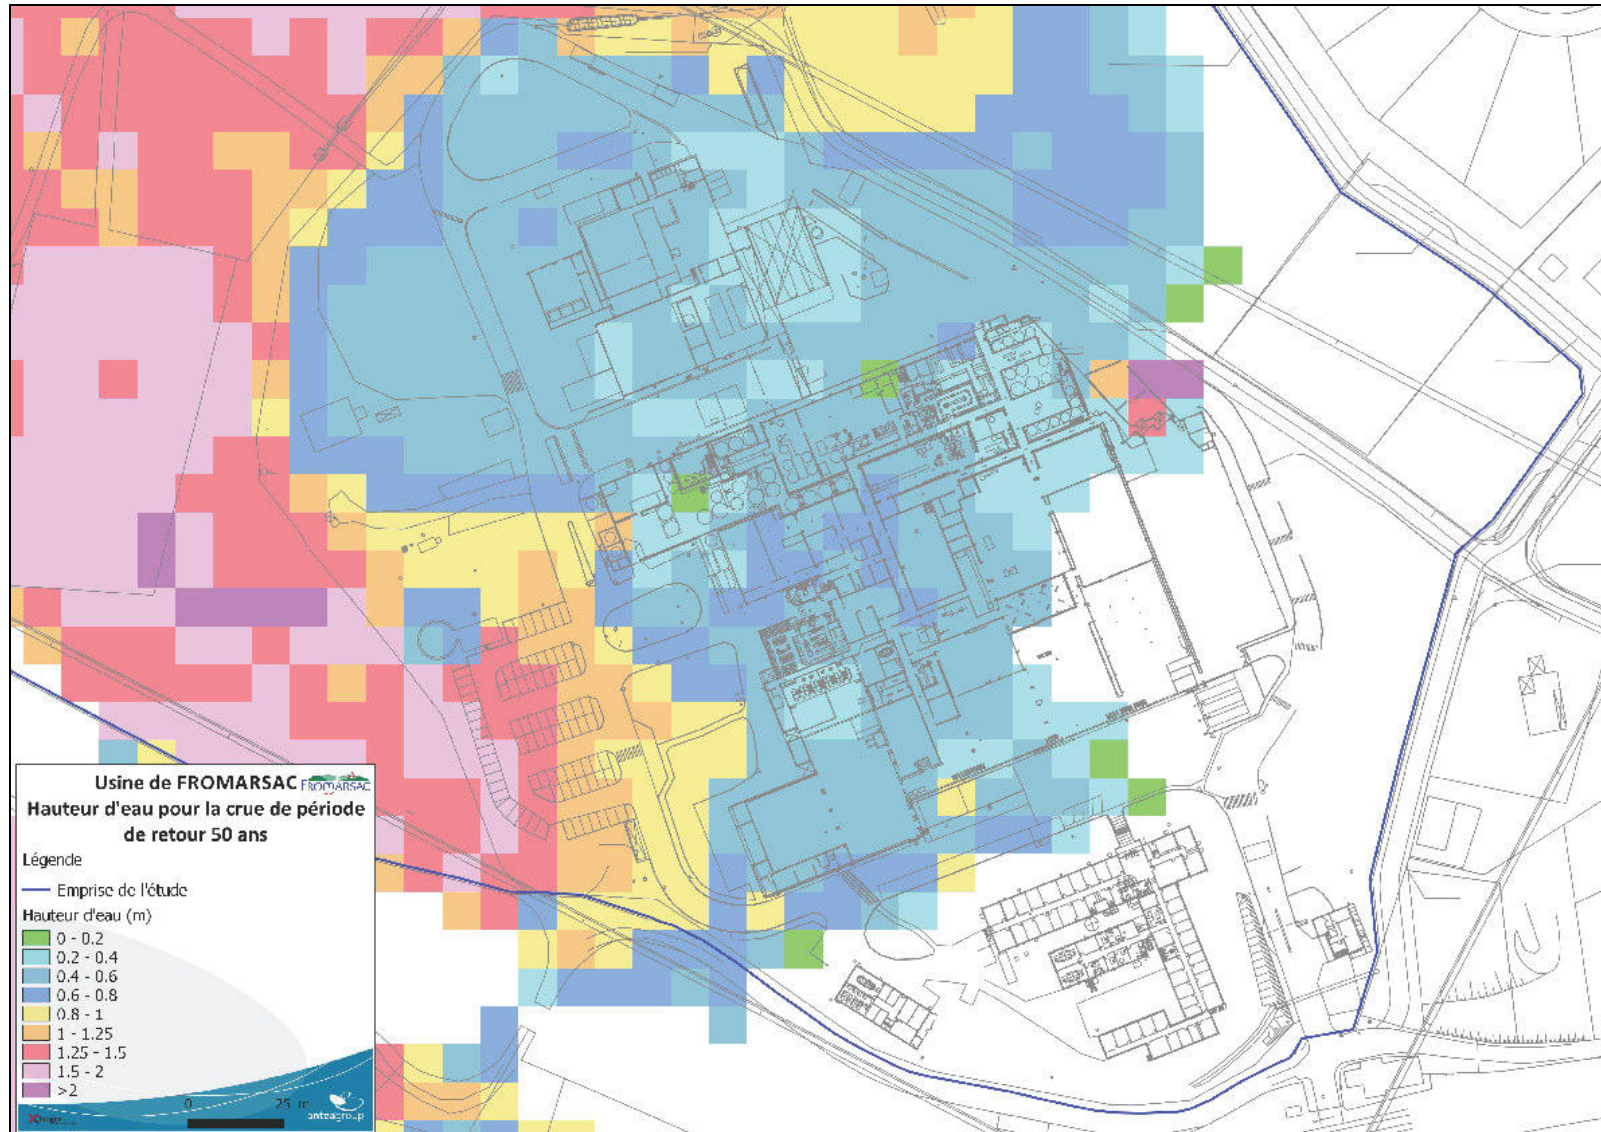 Usine de FROMARSAC FROMARSAC
Hauteur d'eau pour la crue de période
de retour 50 ans
Légende
Emprise de l'étude
Hauteur d'eau (m)
0 - 0.2
0.2 - 0.4
0.4 - 0.6
0.6 - 0.8
0.8 - 1
1 - 1.25
1.25 - 1.5
1.5 - 2
>2
0 25 m
anteagroup